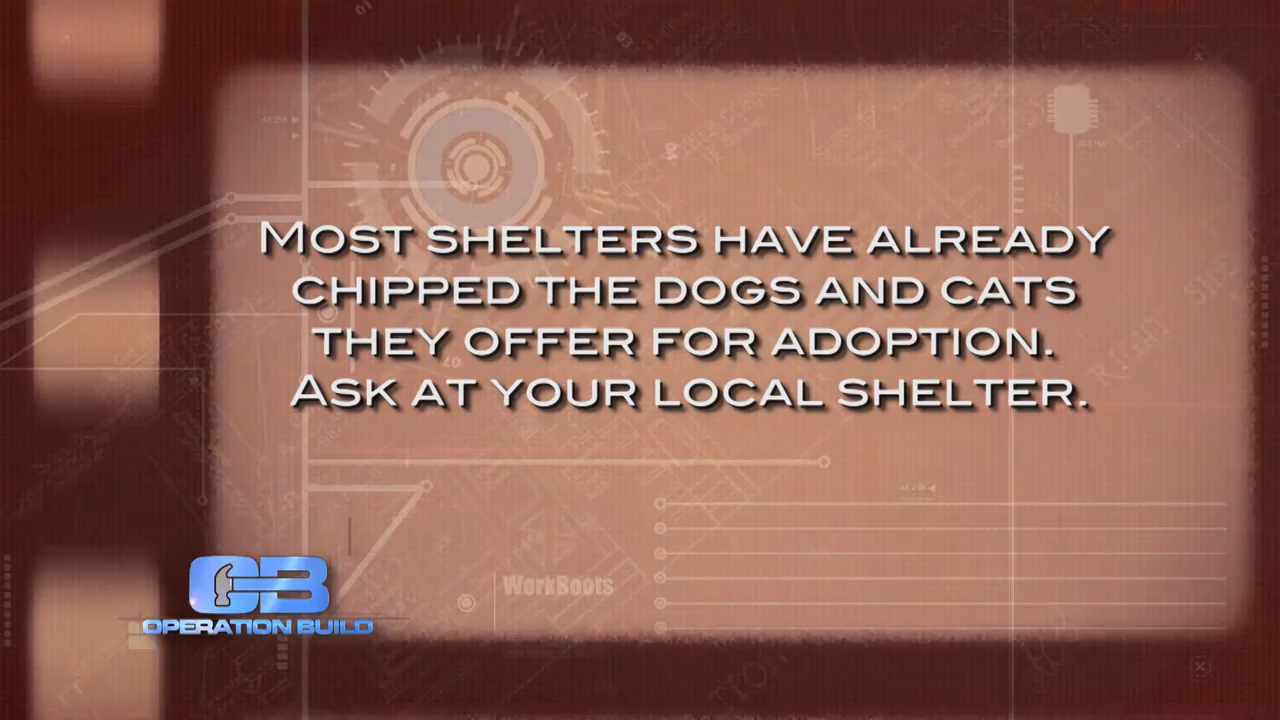 Most shelters have already
chipped the dogs and cats
they offer for adoption.
Ask at your local shelter.
WorkBoots
OB
OPERATION BUILD